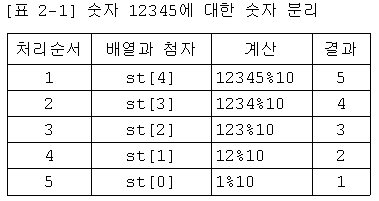 [표 2-1] 숫자 12345에 대한 숫자 분리
처리순서 배열과 첨자 계산 결과
1 st[4] 12345%10 5
2 st[3] 1234%10 4
3 st[2] 123%10 3
4 st[1] 12%10 2
5 st[0] 1%10 1